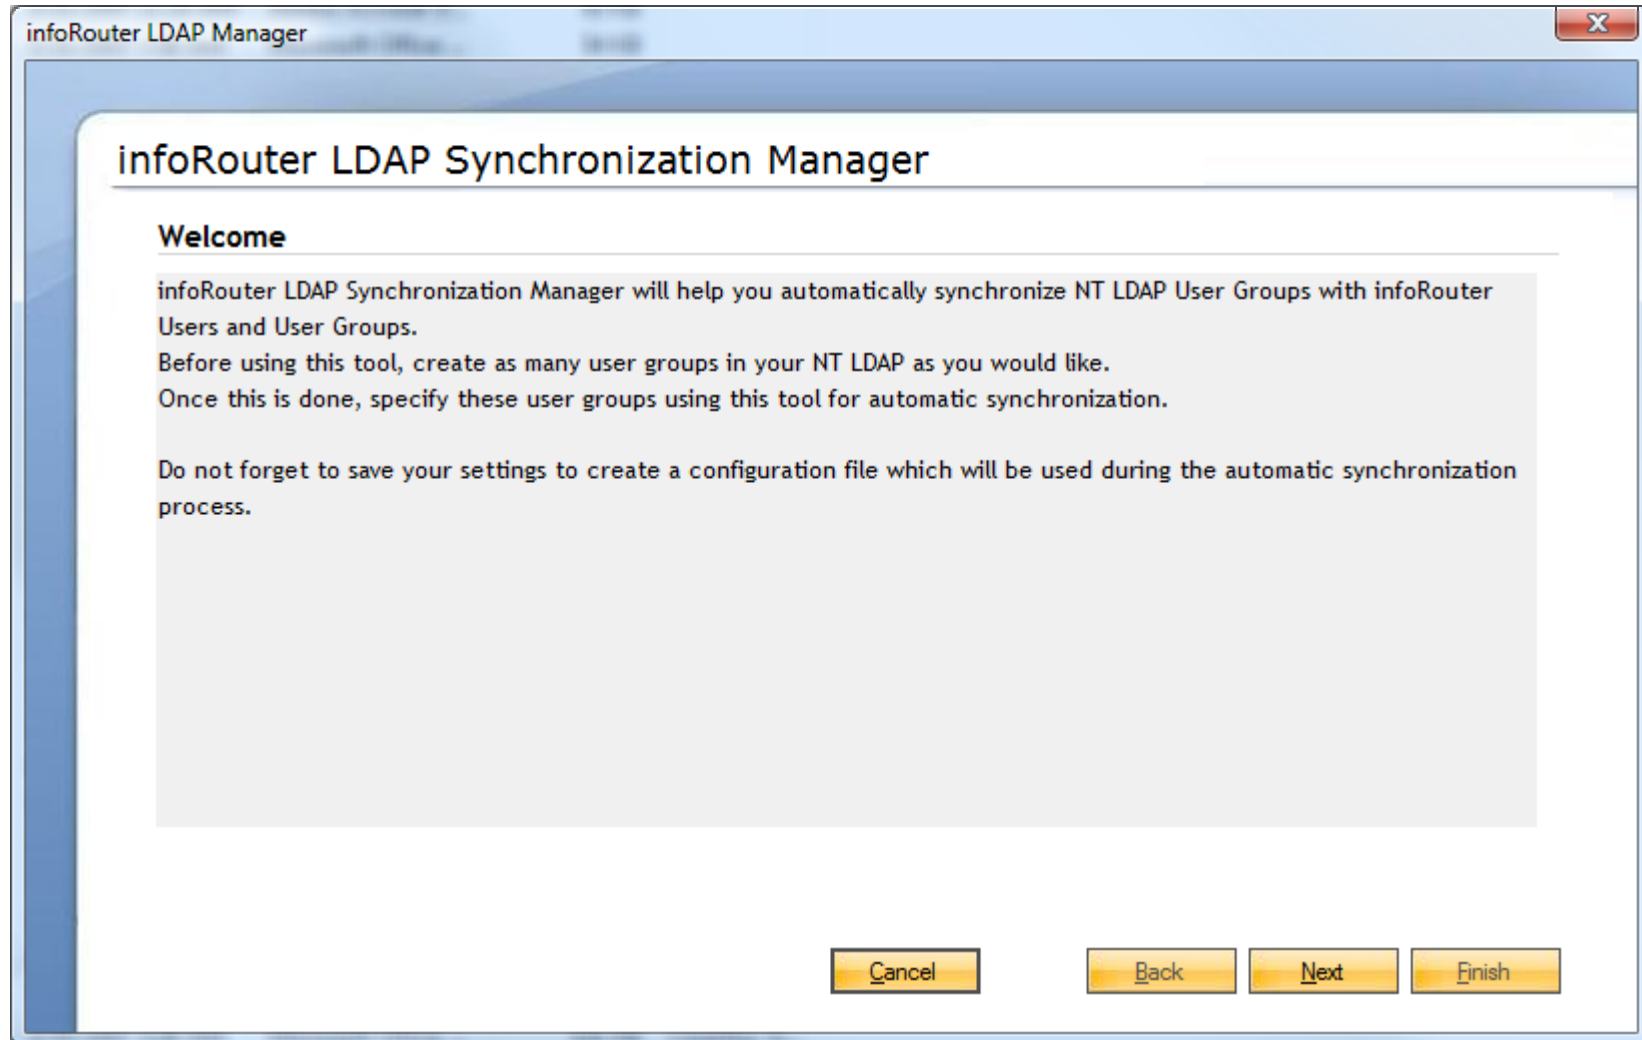 infoRouter LDAP Manager
infoRouter LDAP Synchronization Manager
Welcome
infoRouter LDAP Synchronization Manager will help you automatically synchronize NT LDAP User Groups with infoRouter
Users and User Groups.
Before using this tool, create as many user groups in your NT LDAP as you would like.
Once this is done, specify these user groups using this tool for automatic synchronization.
Do not forget to save your settings to create a configuration file which will be used during the automatic synchronization
process.
Cancel Back Next Finish